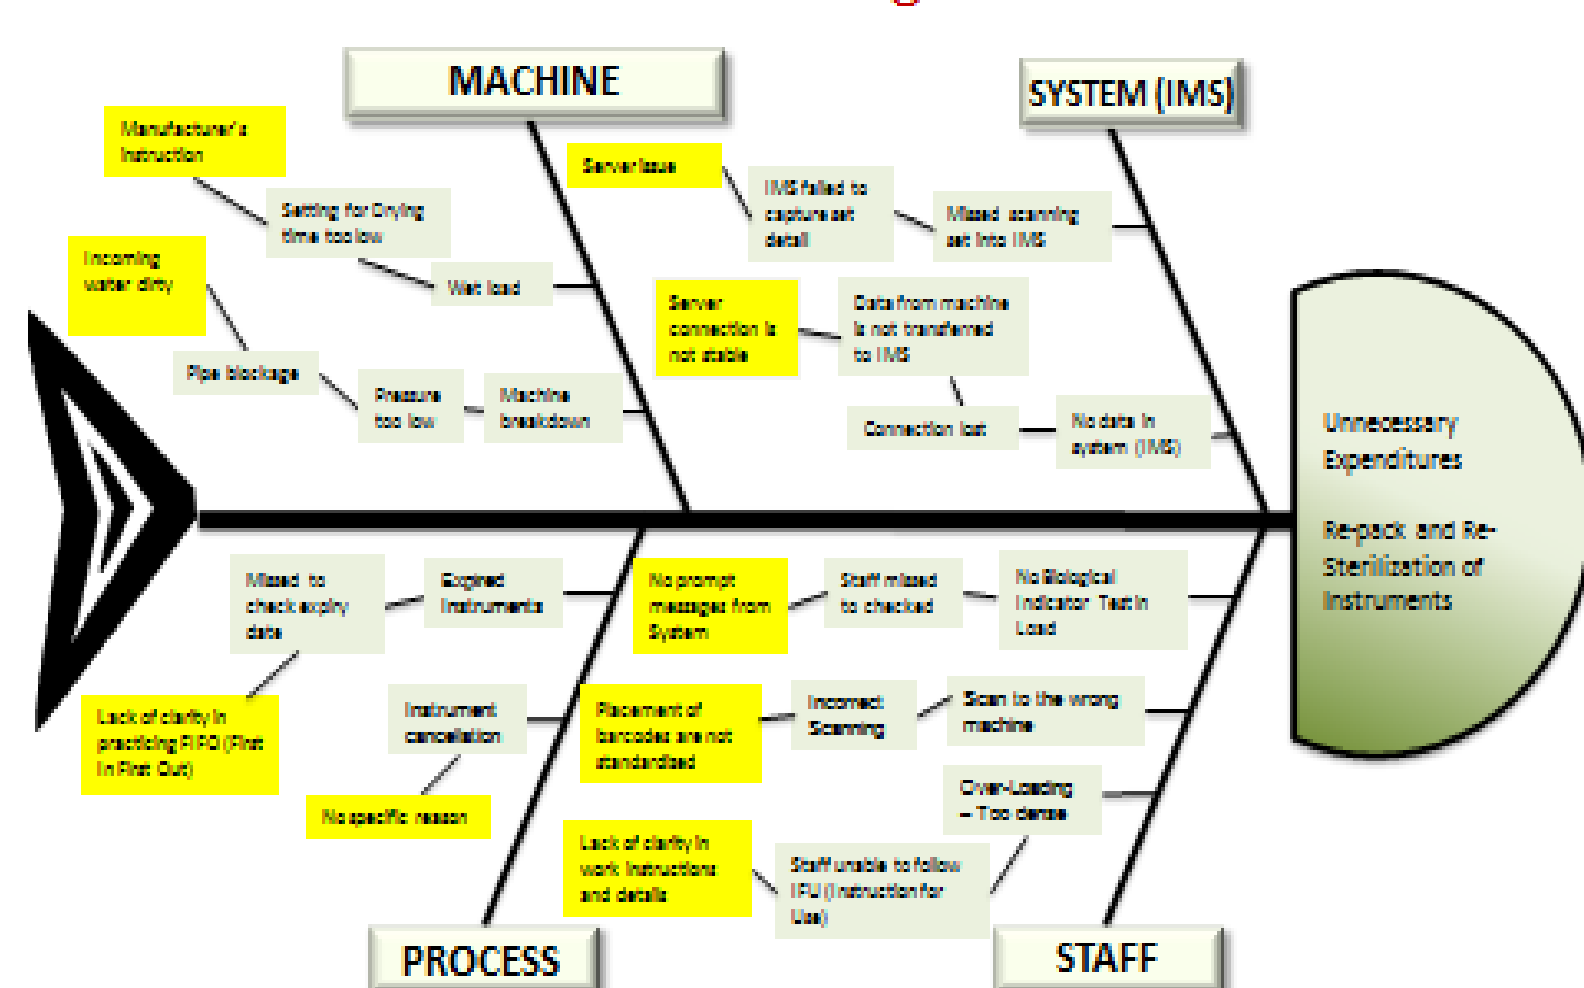 MACHINE
SYSTEM (IMS)
Manufacturer's
Instruction
Setting for Drying
time too low
Wet load
Incoming
water dirty
Pipe blockage
Pressure
too low
Machine
breakdown
Server issue
IMS failed to
capture set
detail
Missed scanning
set into IMS
Server
connection is
not stable
Data from machine
is not transferred
to IMS
Connection lost
No data in
system (IMS)
Unnecessary
Expenditures
Re-pack and Re-
Sterilization of
Instruments
Missed to
check expiry
date
Expired
Instruments
Lack of clarity in
practicing FIFO (First
In First Out)
Instrument
cancellation
No specific reason
No prompt
messages from
System
Staff missed
to checked
No Biological
Indicator Test in
Load
Placement of
barcodes are not
standardised
Incorrect
Scanning
Scan to the wrong
machine
Over-Loading
– Too dense
Lack of clarity in
work instructions
and details
Staff unable to follow
IFU (Instruction for
Use)
PROCESS
STAFF